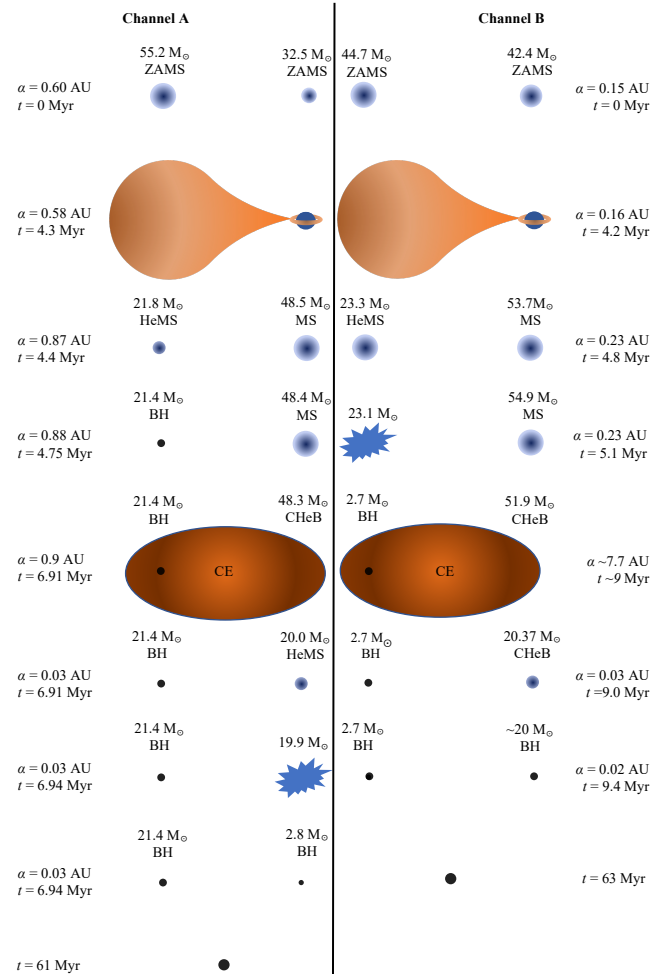 Channel A
Channel B
55.2 M☉
ZAMS
32.5 M☉
ZAMS
44.7 M☉
ZAMS
42.4 M☉
ZAMS
α = 0.60 AU
t = 0 Myr
α = 0.15 AU
t = 0 Myr
α = 0.58 AU
t = 4.3 Myr
α = 0.16 AU
t = 4.2 Myr
21.8 M☉
HeMS
48.5 M☉
MS
23.3 M☉
HeMS
53.7M☉
MS
α = 0.87 AU
t = 4.4 Myr
α = 0.23 AU
t = 4.8 Myr
21.4 M☉
BH
48.4 M☉
MS
23.1 M☉
54.9 M☉
MS
α = 0.88 AU
t = 4.75 Myr
α = 0.23 AU
t = 5.1 Myr
21.4 M☉
BH
48.3 M☉
CHeB
2.7 M☉
BH
51.9 M☉
CHeB
α = 0.9 AU
t = 6.91 Myr
CE
CE
α ~7.7 AU
t ~9 Myr
21.4 M☉
BH
20.0 M☉
HeMS
2.7 M☉
BH
20.37 M☉
CHeB
α = 0.03 AU
t = 6.91 Myr
α = 0.03 AU
t =9.0 Myr
21.4 M☉
BH
19.9 M☉
2.7 M☉
BH
~20 M☉
BH
α = 0.03 AU
t = 6.94 Myr
α = 0.02 AU
t = 9.4 Myr
21.4 M☉
BH
2.8 M☉
BH
α = 0.03 AU
t = 6.94 Myr
t = 63 Myr
t = 61 Myr